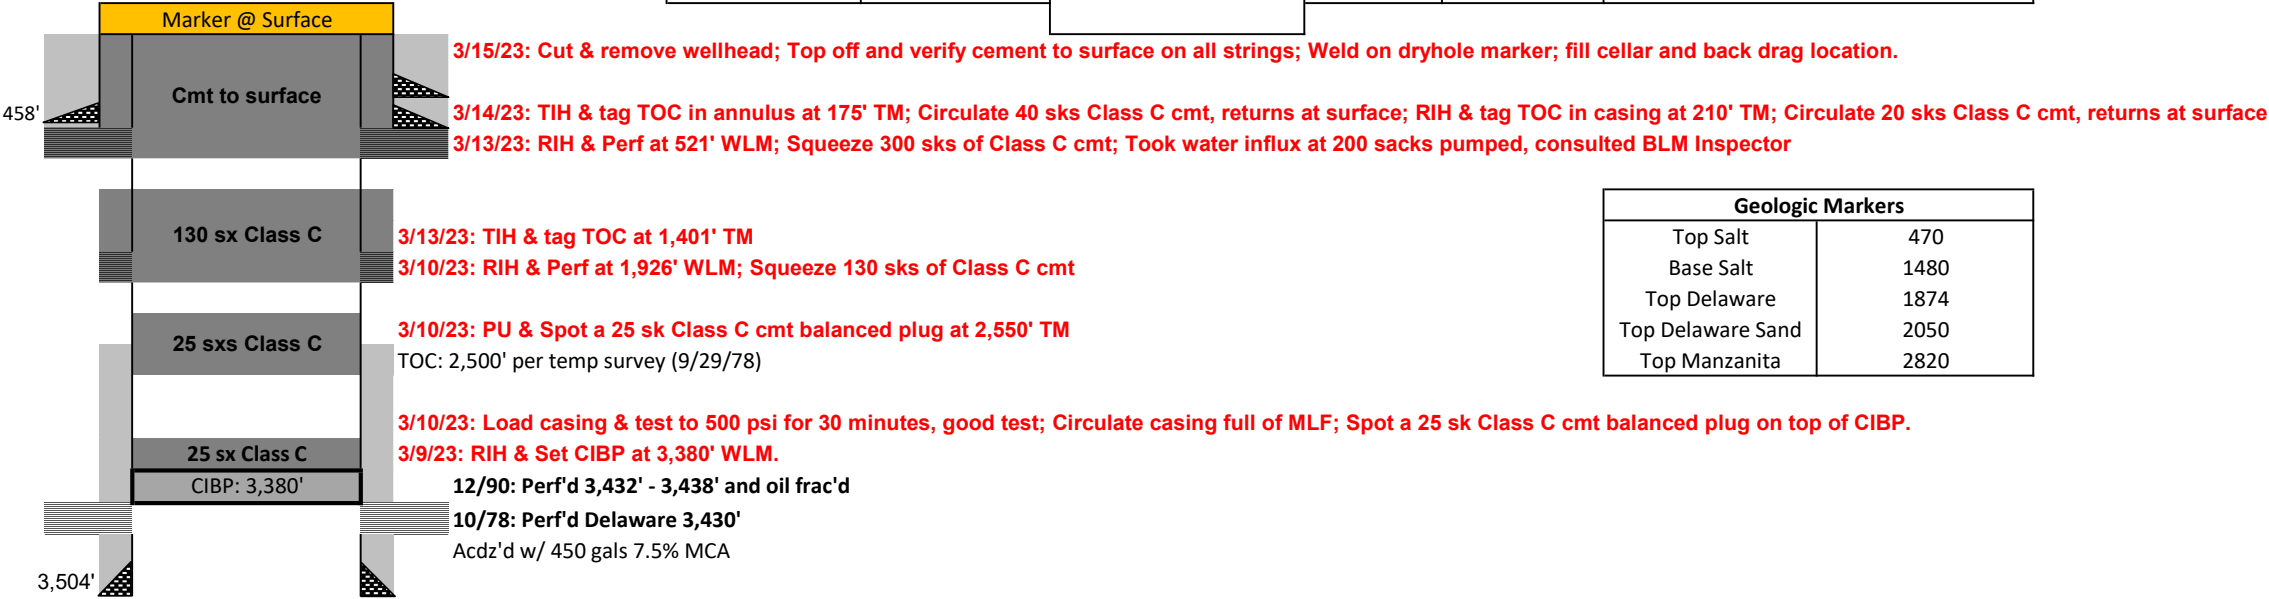 Marker @ Surface
3/15/23: Cut & remove wellhead; Top off and verify cement to surface on all strings; Weld on dryhole marker; fill cellar and back drag location.
Cmt to surface
458'
3/14/23: TIH & tag TOC in annulus at 175' TM; Circulate 40 sks Class C cmt, returns at surface; RIH & tag TOC in casing at 210' TM; Circulate 20 sks Class C cmt, returns at surface
3/13/23: RIH & Perf at 521' WLM; Squeeze 300 sks of Class C cmt; Took water influx at 200 sacks pumped, consulted BLM Inspector
130 sx Class C
3/13/23: TIH & tag TOC at 1,401' TM
3/10/23: RIH & Perf at 1,926' WLM; Squeeze 130 sks of Class C cmt
25 sxs Class C
3/10/23: PU & Spot a 25 sk Class C cmt balanced plug at 2,550' TM
TOC: 2,500' per temp survey (9/29/78)
Geologic Markers
Top Salt 470
Base Salt 1480
Top Delaware 1874
Top Delaware Sand 2050
Top Manzanita 2820
3/10/23: Load casing & test to 500 psi for 30 minutes, good test; Circulate casing full of MLF; Spot a 25 sk Class C cmt balanced plug on top of CIBP.
25 sx Class C
3/9/23: RIH & Set CIBP at 3,380' WLM.
CIBP: 3,380'
12/90: Perf'd 3,432' - 3,438' and oil frac'd
10/78: Perf'd Delaware 3,430'
Acdz'd w/ 450 gals 7.5% MCA
3,504'